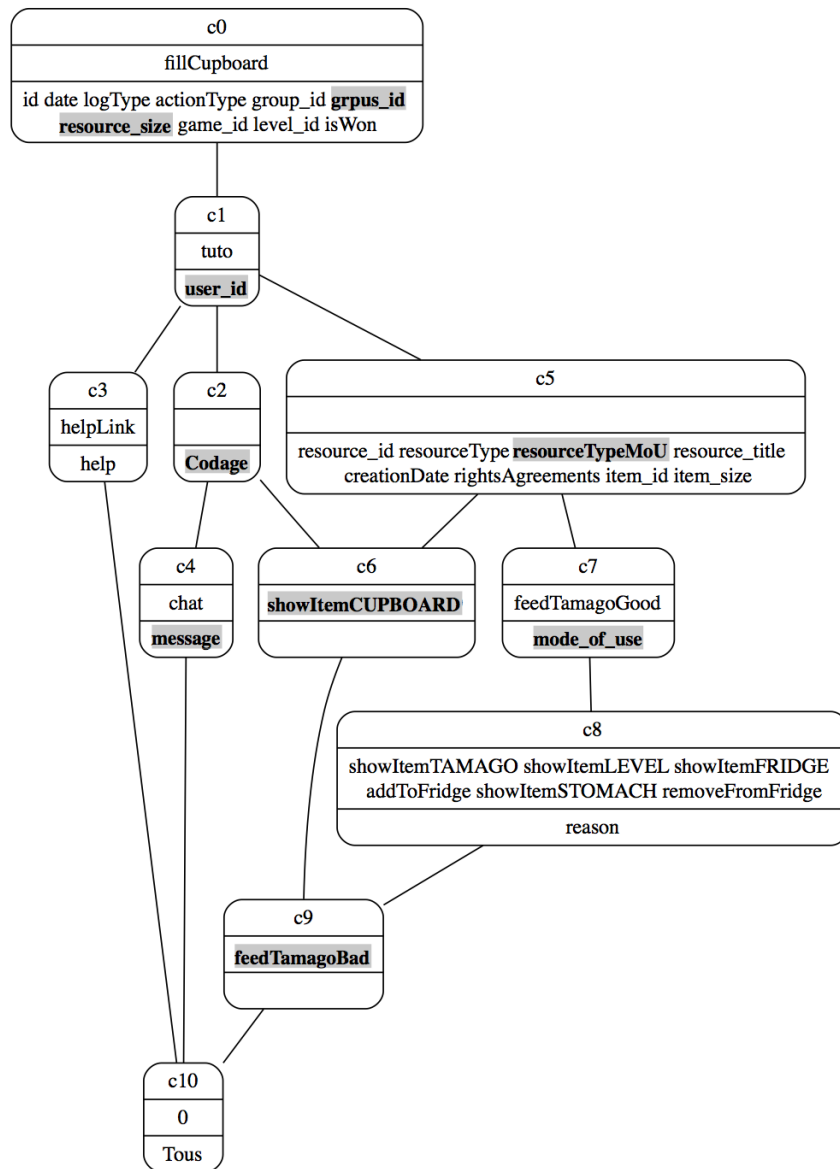 c0
fillCupboard
id date logType actionType group_id grpus_id
resource_size game_id level_id isWon
c1
tuto
user_id
c3
helpLink
help
c2
Codage
c5
resource_id resourceType resourceTypeMoU resource_title
creationDate rightsAgreements item_id item_size
c4
chat
message
c6
showItemCUPBOARD
c7
feedTamagoGood
mode_of_use
c8
showItemTAMAGO showItemLEVEL showItemFRIDGE
addToFridge showItemSTOMACH removeFromFridge
reason
c9
feedTamagoBad
c10
0
Tous